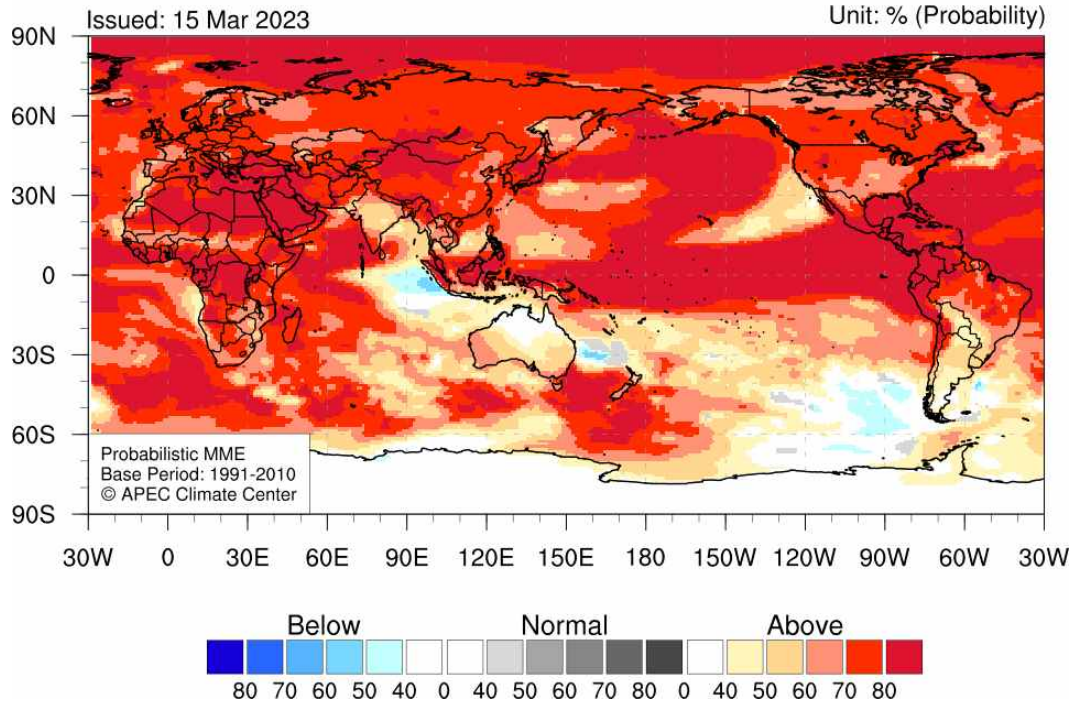 Issued: 15 Mar 2023 Unit: % (Probability)
90N
60N
30N
0
30S
60S
90S
Probabilistic MME
Base Period: 1991-2010
© APEC Climate Center
30W 0 30E 60E 90E 120E 150E 180 150W 120W 90W 60W 30W
Below Normal Above
80 70 60 50 40 0 40 50 60 70 80 0 40 50 60 70 80